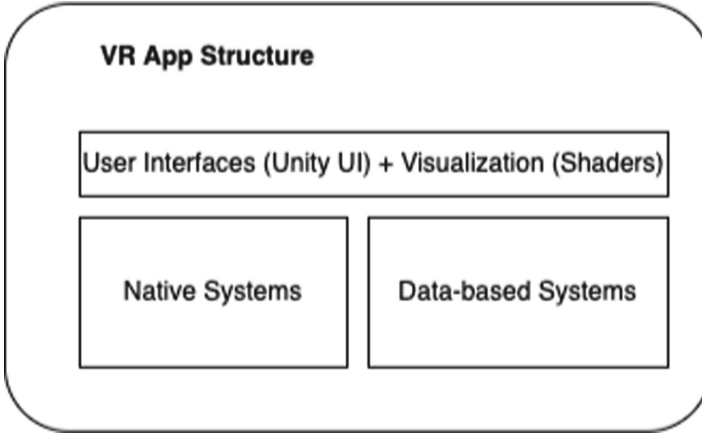 VR App Structure
User Interfaces (Unity UI) + Visualization (Shaders)
Native Systems
Data-based Systems